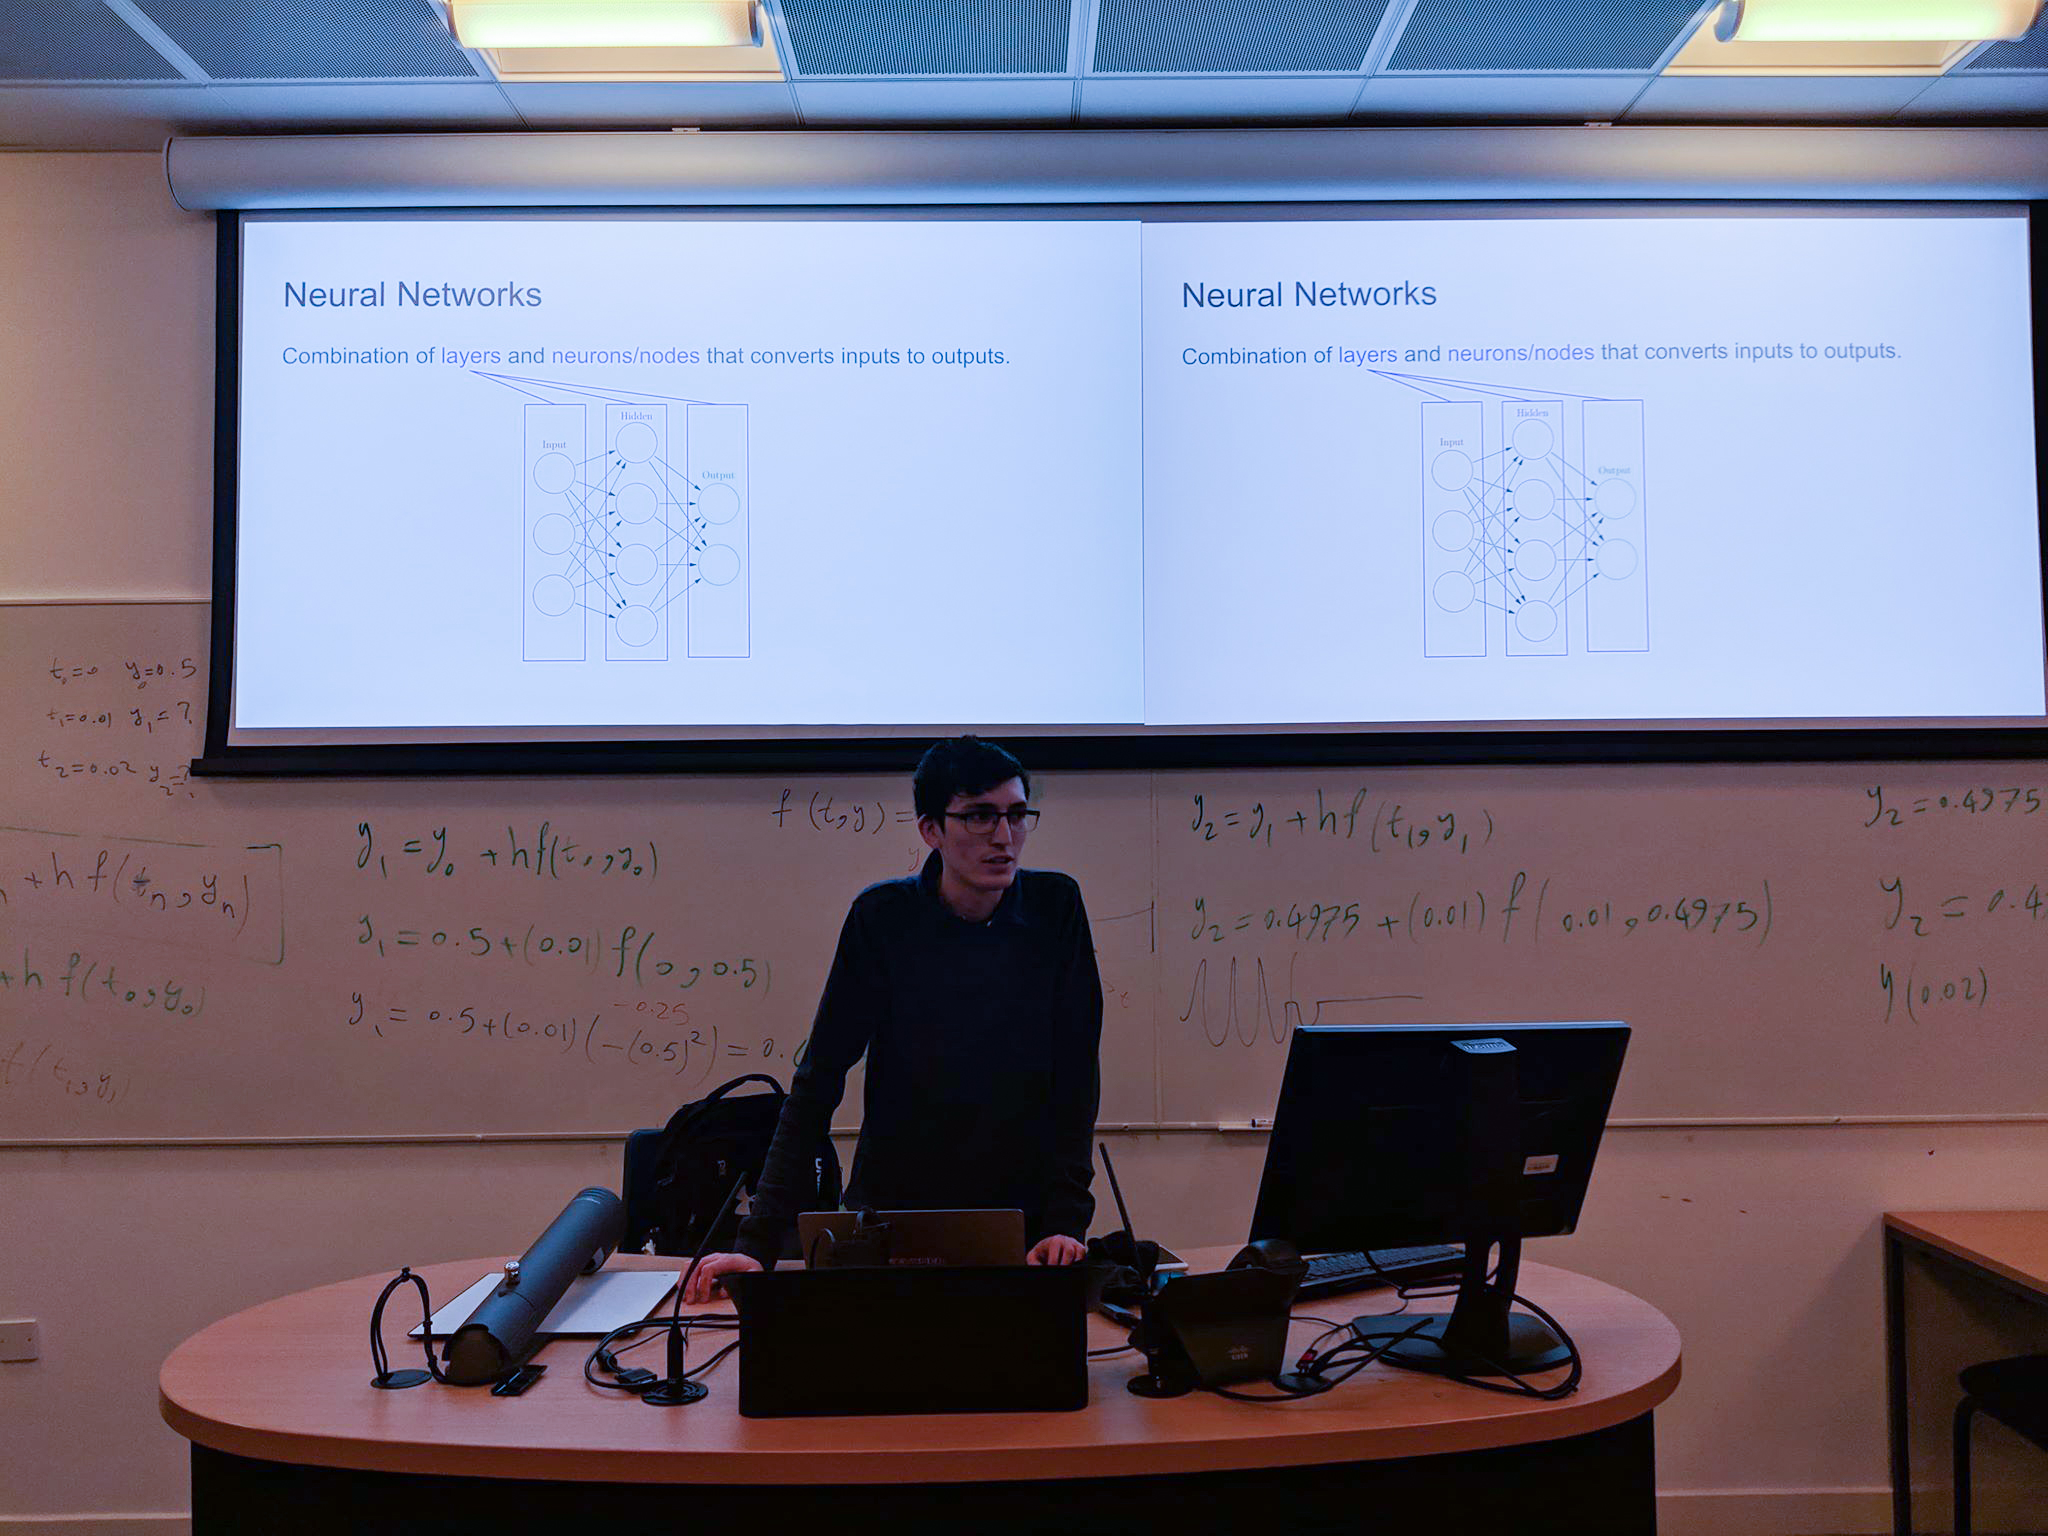 Neural Networks
Combination of layers and neurons/nodes that converts inputs to outputs.
Input
Hidden
Output
Neural Networks
Combination of layers and neurons/nodes that converts inputs to outputs.
Input
Hidden
Output
t₀=0 y₀=0.5
t₁=0.01 y₁=?
t₂=0.02 y₂=?
+hf(tₙ,yₙ)
+hf(t₀,y₀)
f(t₁,y₁)
y₁=y₀+hf(t₀,y₀)
y₁=0.5+(0.01)f(0,0.5)
-0.25
y₁=0.5+(0.01)(-(0.5)²)=0.
f(t,y)=
y₂=y₁+hf(t₁,y₁)
y₂=0.4975+(0.01)f(0.01,0.4975)
y₂=0.4975
y₂=0.4
y(0.02)
CISCO